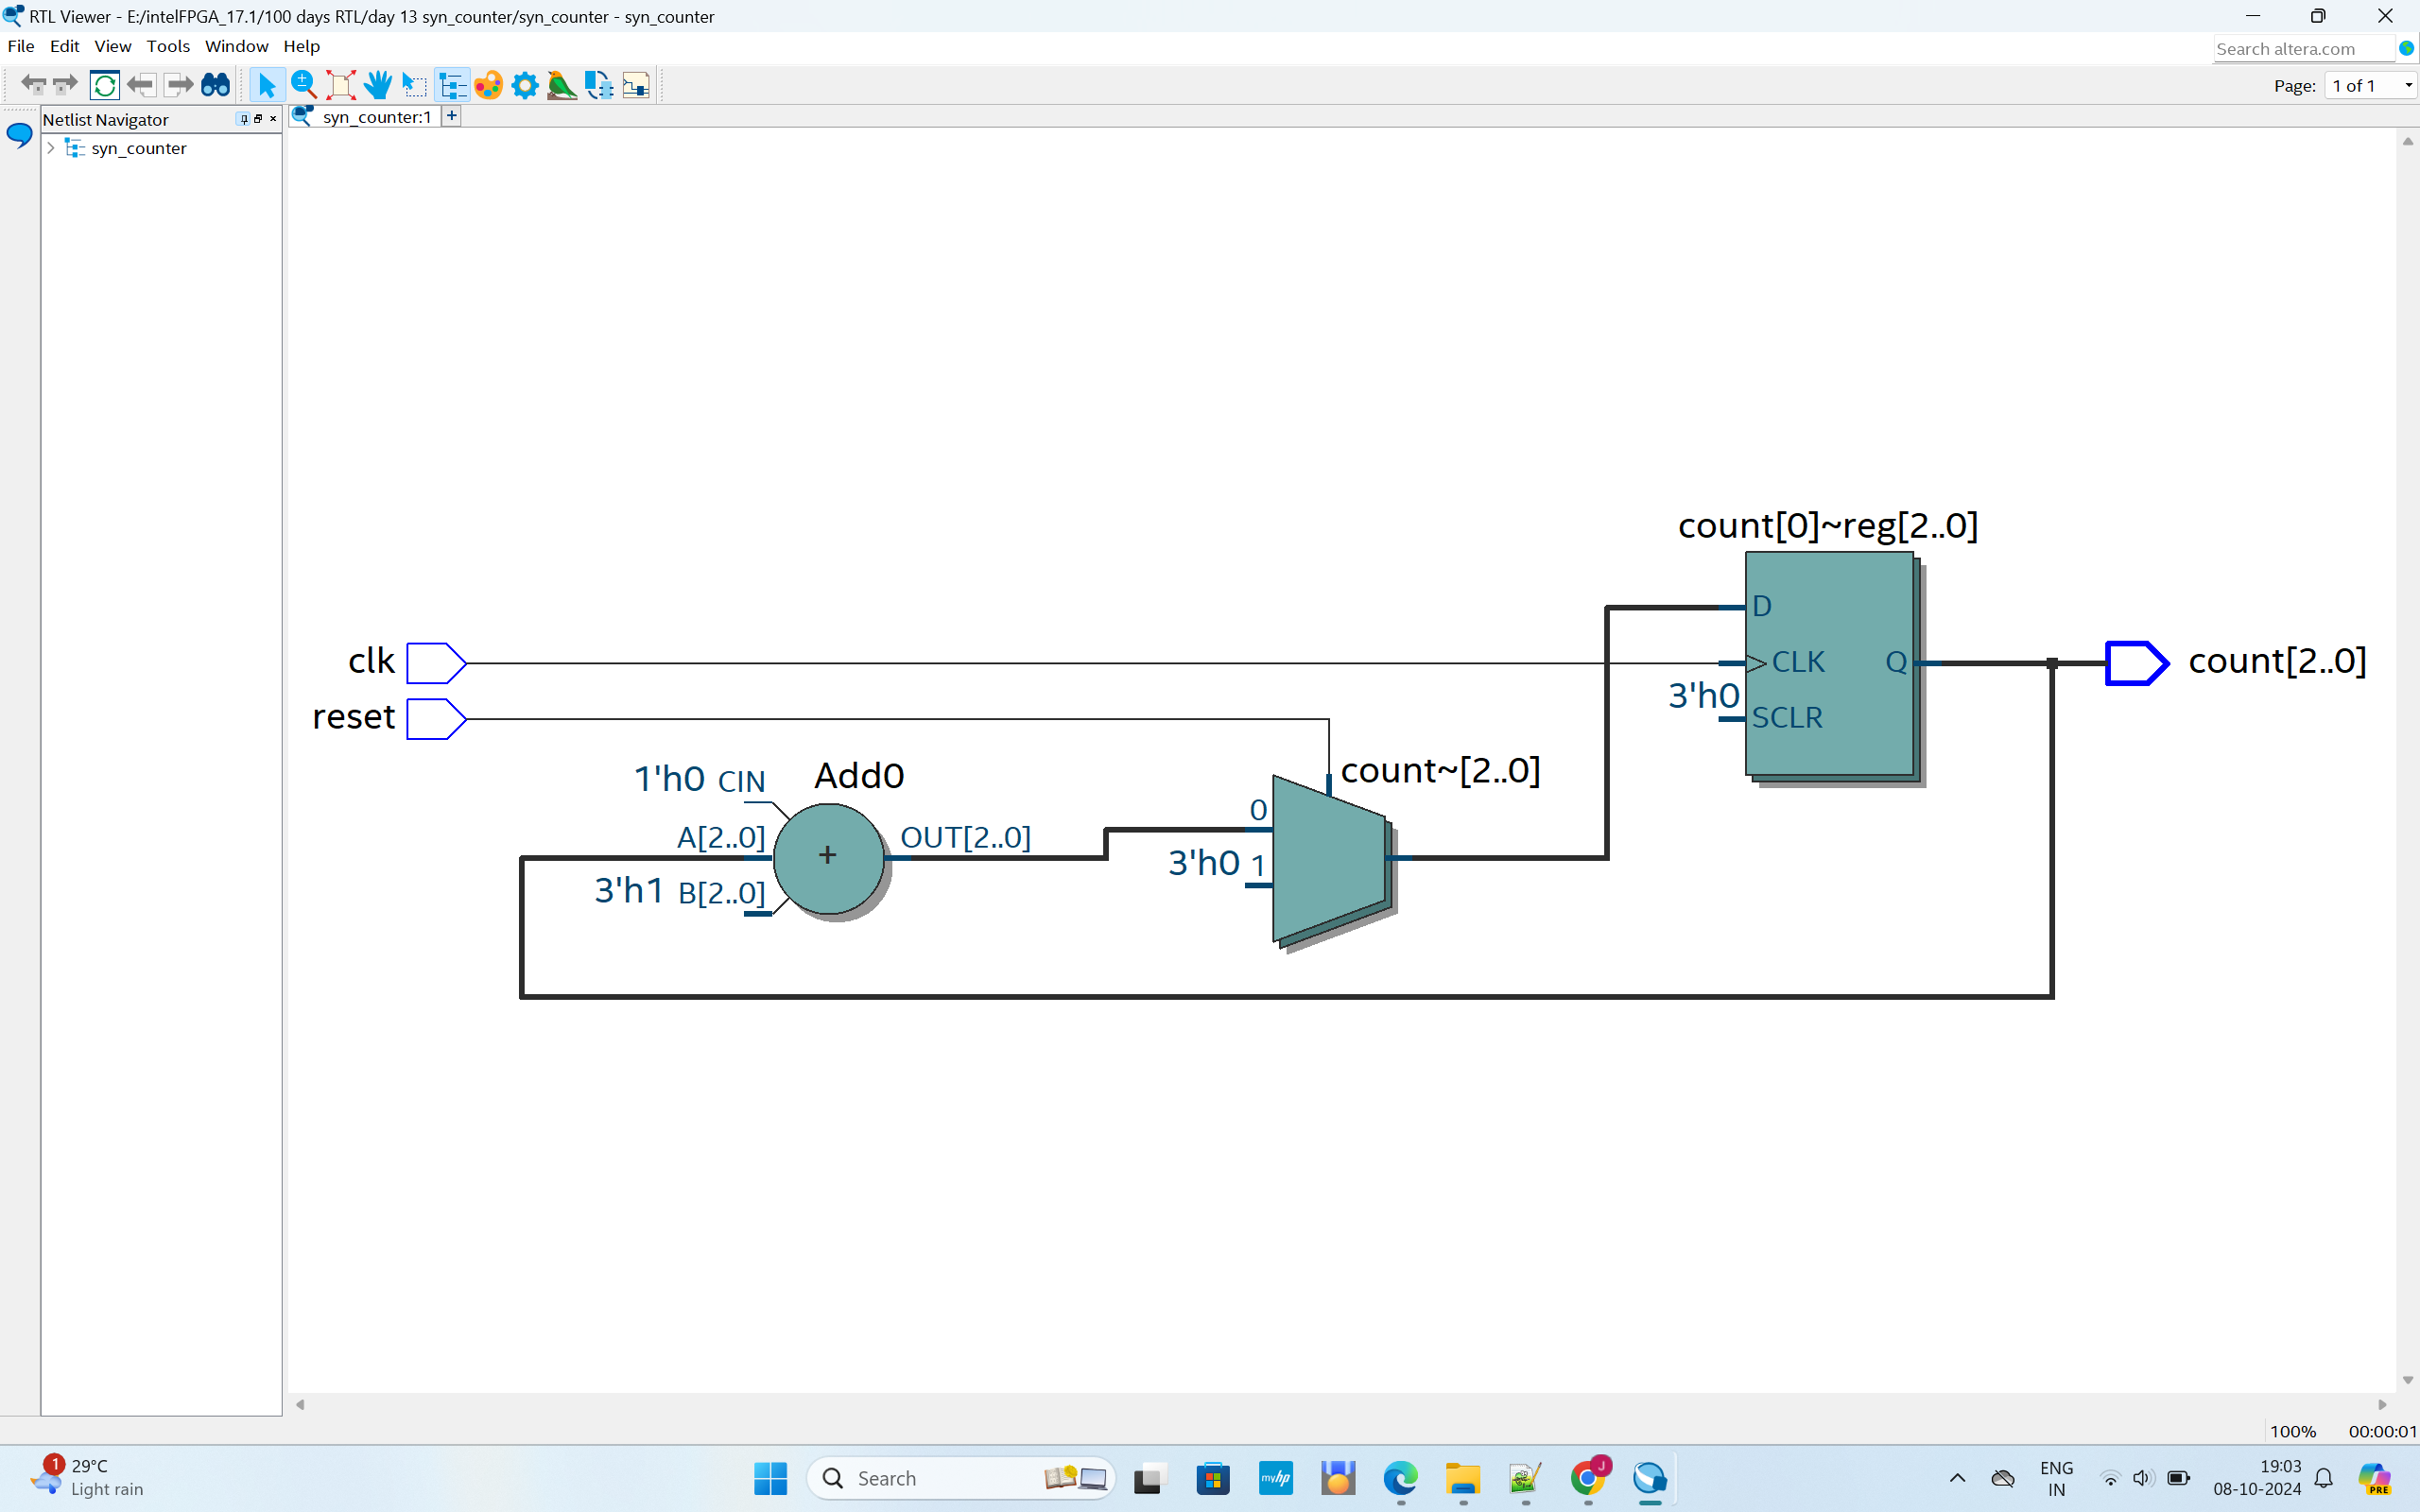 RTL Viewer - E:/intelFPGA_17.1/100 days RTL/day 13 syn_counter/syn_counter - syn_counter
File Edit View Tools Window Help
Search altera.com
Page: 1 of 1
Netlist Navigator
syn_counter:1 +
syn_counter
count[0]~reg[2..0]
D
clk
CLK
Q
count[2..0]
3'h0
reset
SCLR
1'h0 CIN
Add0
count~[2..0]
0
A[2..0]
+
OUT[2..0]
3'h0 1
3'h1 B[2..0]
100% 00:00:01
1
29°C
Light rain
Search
myhp
J
ENG
IN
19:03
08-10-2024
PRE